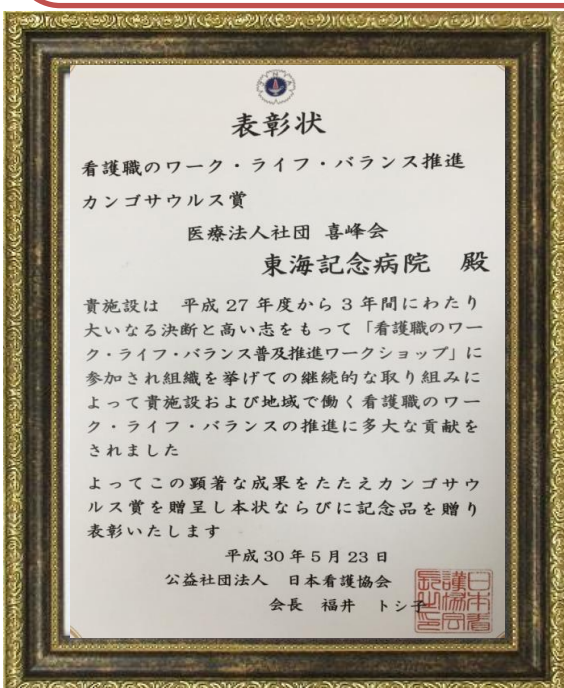 表彰状
看護職のワーク・ライフ・バランス推進
カンゴサウルス賞
医療法人社団 喜峰会
東海記念病院 殿
貴施設は 平成27年度から3年間にわたり
大いなる決断と高い志をもって「看護職のワー
ク・ライフ・バランス普及推進ワークショップ」に
参加され組織を挙げての継続的な取り組みに
よって貴施設および地域で働く看護職のワー
ク・ライフ・バランスの推進に多大な貢献を
されました
よってこの顕著な成果をたたえカンゴサウ
ルス賞を贈呈し本状ならびに記念品を贈り
表彰いたします
平成30年5月23日
公益社団法人 日本看護協会
会長 福井 トシ子
日本看
護協会
長之印